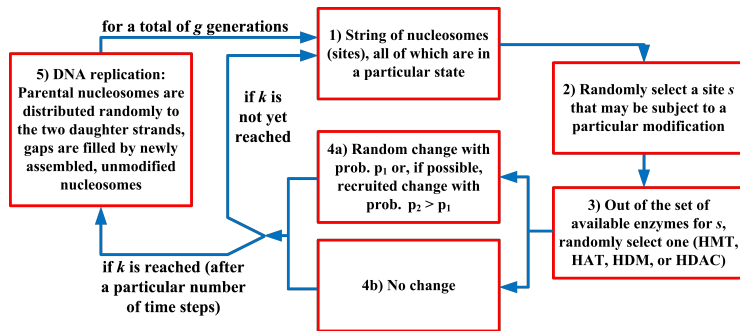 for a total of g generations
1) String of nucleosomes
(sites), all of which are in
a particular state
2) Randomly select a site s
that may be subject to a
particular modification
3) Out of the set of
available enzymes for s,
randomly select one (HMT,
HAT, HDM, or HDAC)
4a) Random change with
prob. p₁ or, if possible,
recruited change with
prob. p₂ > p₁
4b) No change
if k is
not yet
reached
if k is reached (after
a particular number
of time steps)
5) DNA replication:
Parental nucleosomes are
distributed randomly to
the two daughter strands,
gaps are filled by newly
assembled, unmodified
nucleosomes